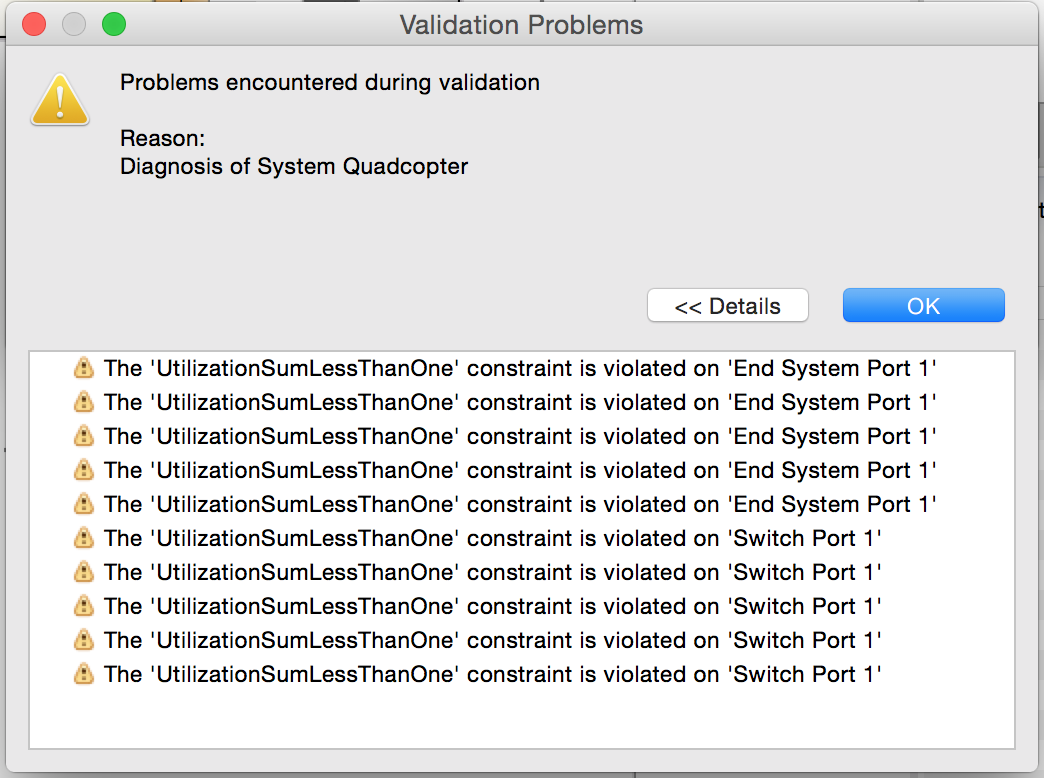 Validation Problems
Problems encountered during validation
Reason:
Diagnosis of System Quadcopter
<< Details
OK
The 'UtilizationSumLessThanOne' constraint is violated on 'End System Port 1'
The 'UtilizationSumLessThanOne' constraint is violated on 'End System Port 1'
The 'UtilizationSumLessThanOne' constraint is violated on 'End System Port 1'
The 'UtilizationSumLessThanOne' constraint is violated on 'End System Port 1'
The 'UtilizationSumLessThanOne' constraint is violated on 'End System Port 1'
The 'UtilizationSumLessThanOne' constraint is violated on 'Switch Port 1'
The 'UtilizationSumLessThanOne' constraint is violated on 'Switch Port 1'
The 'UtilizationSumLessThanOne' constraint is violated on 'Switch Port 1'
The 'UtilizationSumLessThanOne' constraint is violated on 'Switch Port 1'
The 'UtilizationSumLessThanOne' constraint is violated on 'Switch Port 1'